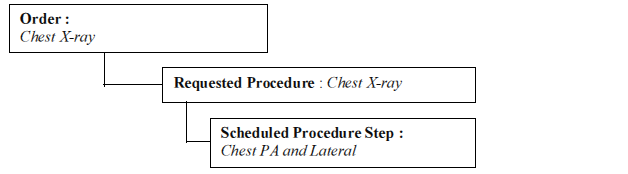 Order :
Chest X-ray
Requested Procedure : Chest X-ray
Scheduled Procedure Step :
Chest PA and Lateral